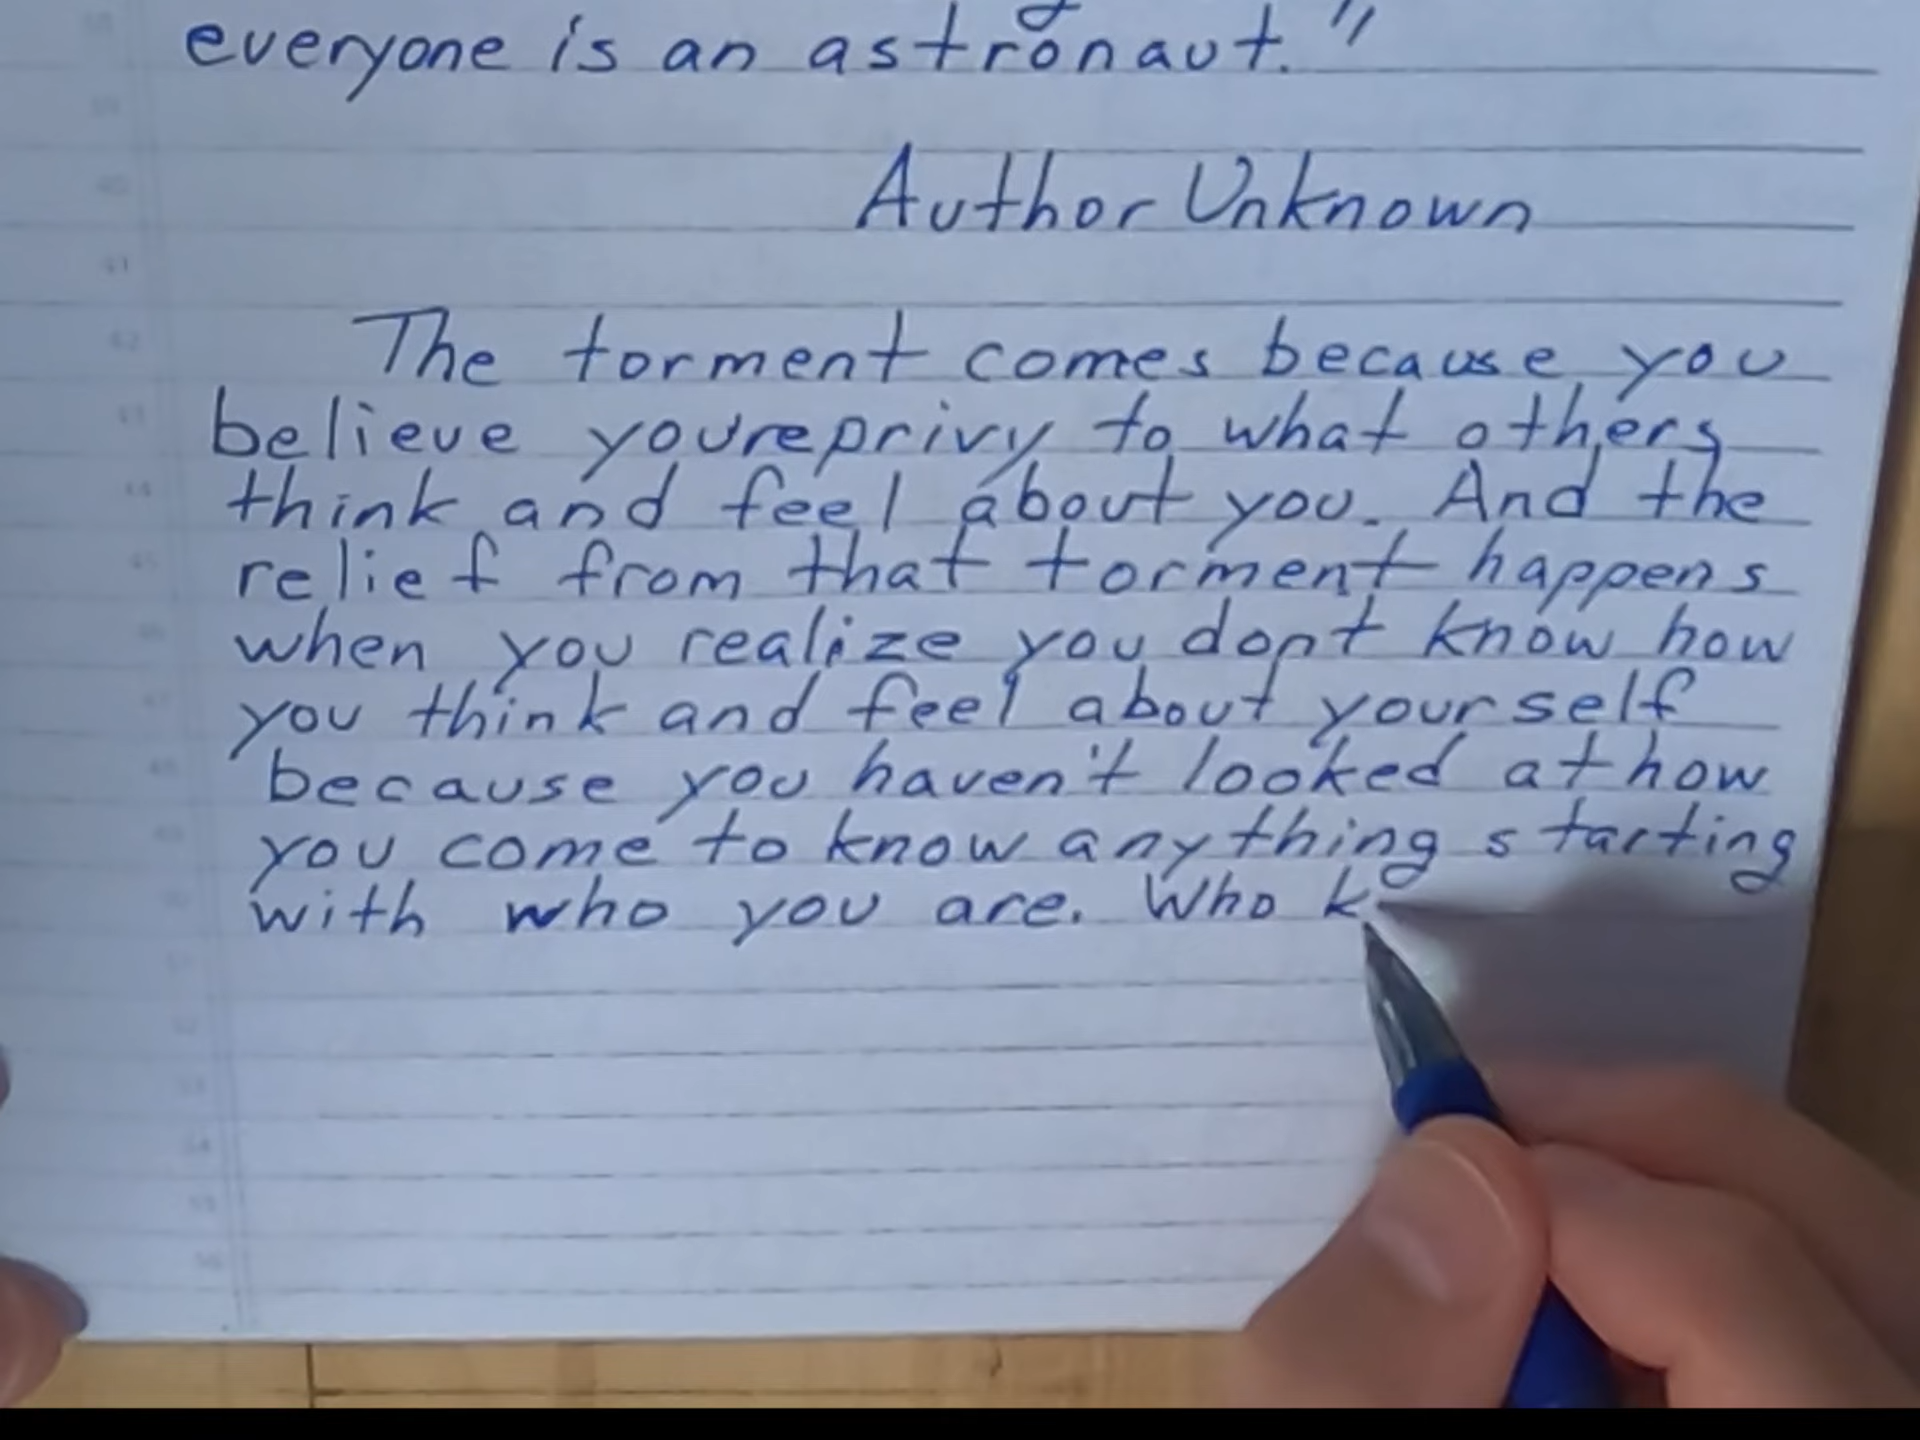 everyone is an astronaut."
Author Unknown
The torment comes because you
believe youre privy to what others
think and feel about you. And the
relief from that torment happens
when you realize you dont know how
you think and feel about yourself
because you haven't looked at how
you come to know anything starting
with who you are. Who k